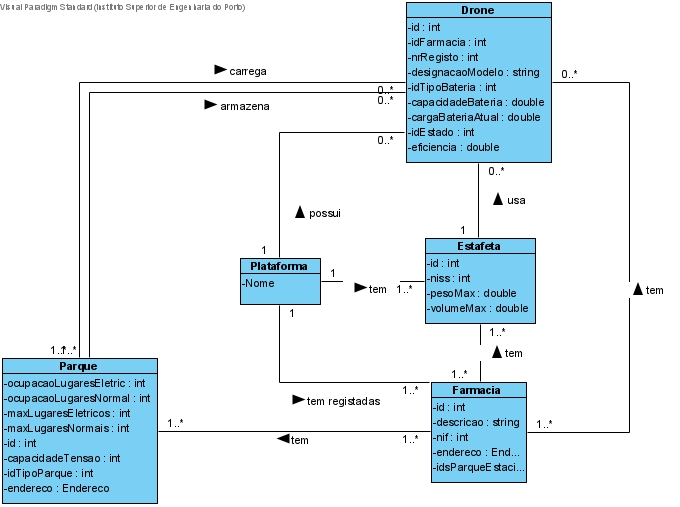 Visual Paradigm Standard (Instituto Superior de Engenharia do Porto)
Drone
-id : int
-idFarmacia : int
-nrRegisto : int
-designacaoModelo : string
-idTipoBateria : int
-capacidadeBateria : double
-cargaBateriaAtual : double
-idEstado : int
-eficiencia : double
carrega
0..*
armazena
0..*
0..*
0..*
0..*
possui
usa
1
1
Estafeta
-id : int
-niss : int
-pesoMax : double
-volumeMax : double
Plataforma
-Nome
1
tem
1..*
tem
1
1..*
tem
1..*
1..*
Parque
-ocupacaoLugaresEletric : int
-ocupacaoLugaresNormal : int
-maxLugaresEletricos : int
-maxLugaresNormais : int
-id : int
-capacidadeTensao : int
-idTipoParque : int
-endereco : Endereco
1..*
1..*
tem registadas
Farmacia
-id : int
-descricao : string
-nif : int
-endereco : End...
-idsParqueEstaci...
1..*
1..*
tem
1..*
1..*